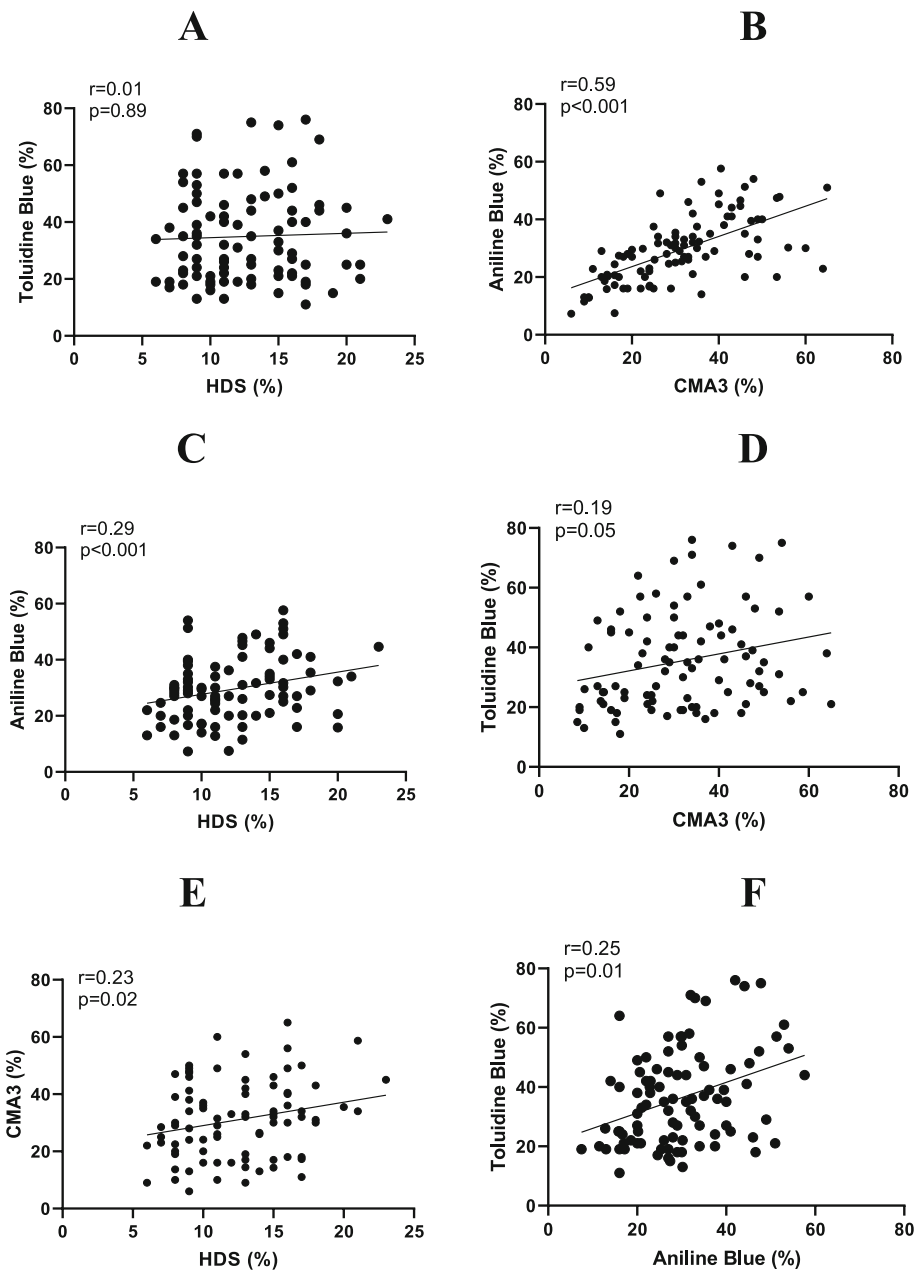 A
r=0.01
p=0.89
Toluidine Blue (%)
80
60
40
20
0
0 5 10 15 20 25
HDS (%)
B
r=0.59
p<0.001
Aniline Blue (%)
80
60
40
20
0
0 20 40 60 80
CMA3 (%)
C
r=0.29
p<0.001
Aniline Blue (%)
80
60
40
20
0
0 5 10 15 20 25
HDS (%)
D
r=0.19
p=0.05
Toluidine Blue (%)
80
60
40
20
0
0 20 40 60 80
CMA3 (%)
E
r=0.23
p=0.02
CMA3 (%)
80
60
40
20
0
0 5 10 15 20 25
HDS (%)
F
r=0.25
p=0.01
Toluidine Blue (%)
80
60
40
20
0
0 20 40 60 80
Aniline Blue (%)